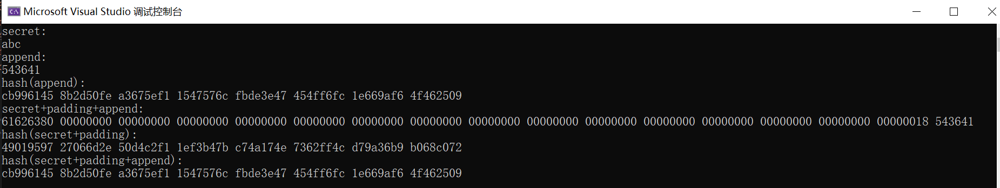 Microsoft Visual Studio 调试控制台
secret:
abc
append:
543641
hash(append):
cb996145 8b2d50fe a3675ef1 1547576c fbde3e47 454ff6fc 1e669af6 4f462509
secret+padding+append:
61626380 00000000 00000000 00000000 00000000 00000000 00000000 00000000 00000000 00000000 00000000 00000000 00000000 00000000 00000000 00000018 543641
hash(secret+padding):
49019597 27066d2e 50d4c2f1 1ef3b47b c74a174e 7362ff4c d79a36b9 b068c072
hash(secret+padding+append):
cb996145 8b2d50fe a3675ef1 1547576c fbde3e47 454ff6fc 1e669af6 4f462509